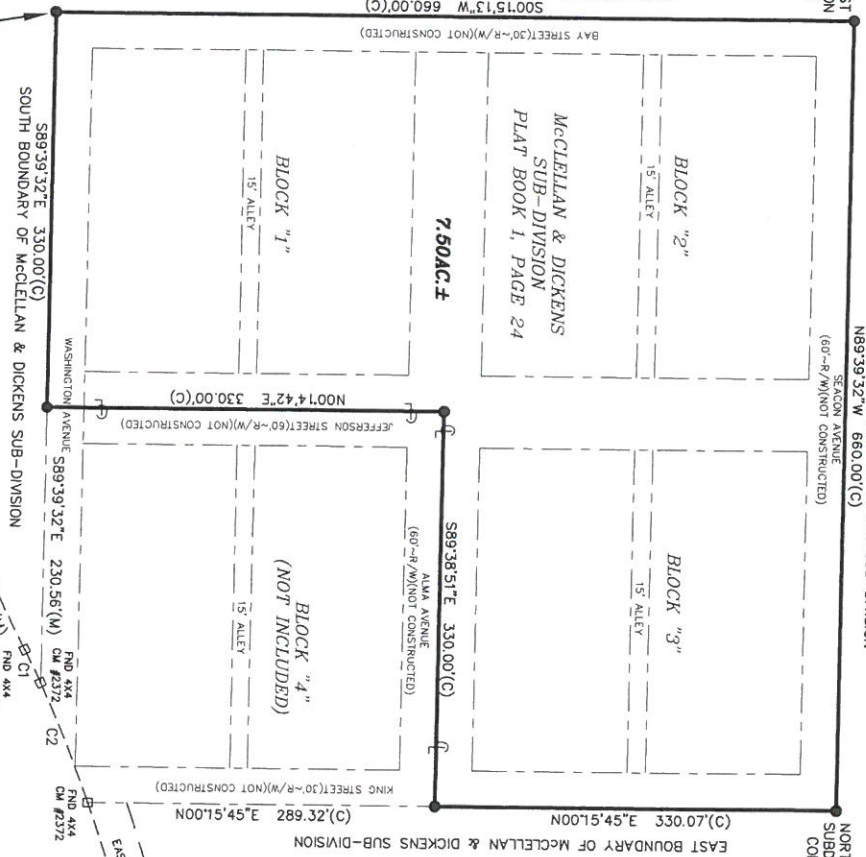 S00°15'13"W 660.00'(C)
BAY STREET(30'~R/W)(NOT CONSTRUCTED)
N89°39'32"W 660.00'(C)
SEACON AVENUE
(60'~R/W)(NOT CONSTRUCTED)
BLOCK "2"
15' ALLEY
McCLELLAN & DICKENS
SUB-DIVISION
PLAT BOOK 1, PAGE 24
7.50AC.±
BLOCK "1"
15' ALLEY
S89°39'32"E 330.00'(C)
SOUTH BOUNDARY OF McCLELLAN & DICKENS SUB-DIVISION
WASHINGTON AVENUE
N00°14'42"E 330.00'(C)
JEFFERSON STREET(60'~R/W)(NOT CONSTRUCTED)
BLOCK "3"
15' ALLEY
S89°38'51"E 330.00'(C)
ALMA AVENUE
(60'~R/W)(NOT CONSTRUCTED)
BLOCK "4"
(NOT INCLUDED)
15' ALLEY
S89°39'32"E 230.56'(M)
FND 4X4
CM #2372
C1
C2
FND 4X4
FND 4X4
CM #2372
KING STREET(30'~R/W)(NOT CONSTRUCTED)
N00°15'45"E 289.32'(C)
N00°15'45"E 330.07'(C)
EAST BOUNDARY OF McCLELLAN & DICKENS SUB-DIVISION